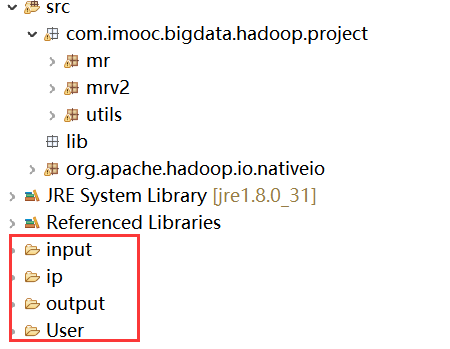 src
com.imooc.bigdata.hadoop.project
mr
mrv2
utils
lib
org.apache.hadoop.io.nativeio
JRE System Library [jre1.8.0_31]
Referenced Libraries
input
ip
output
User